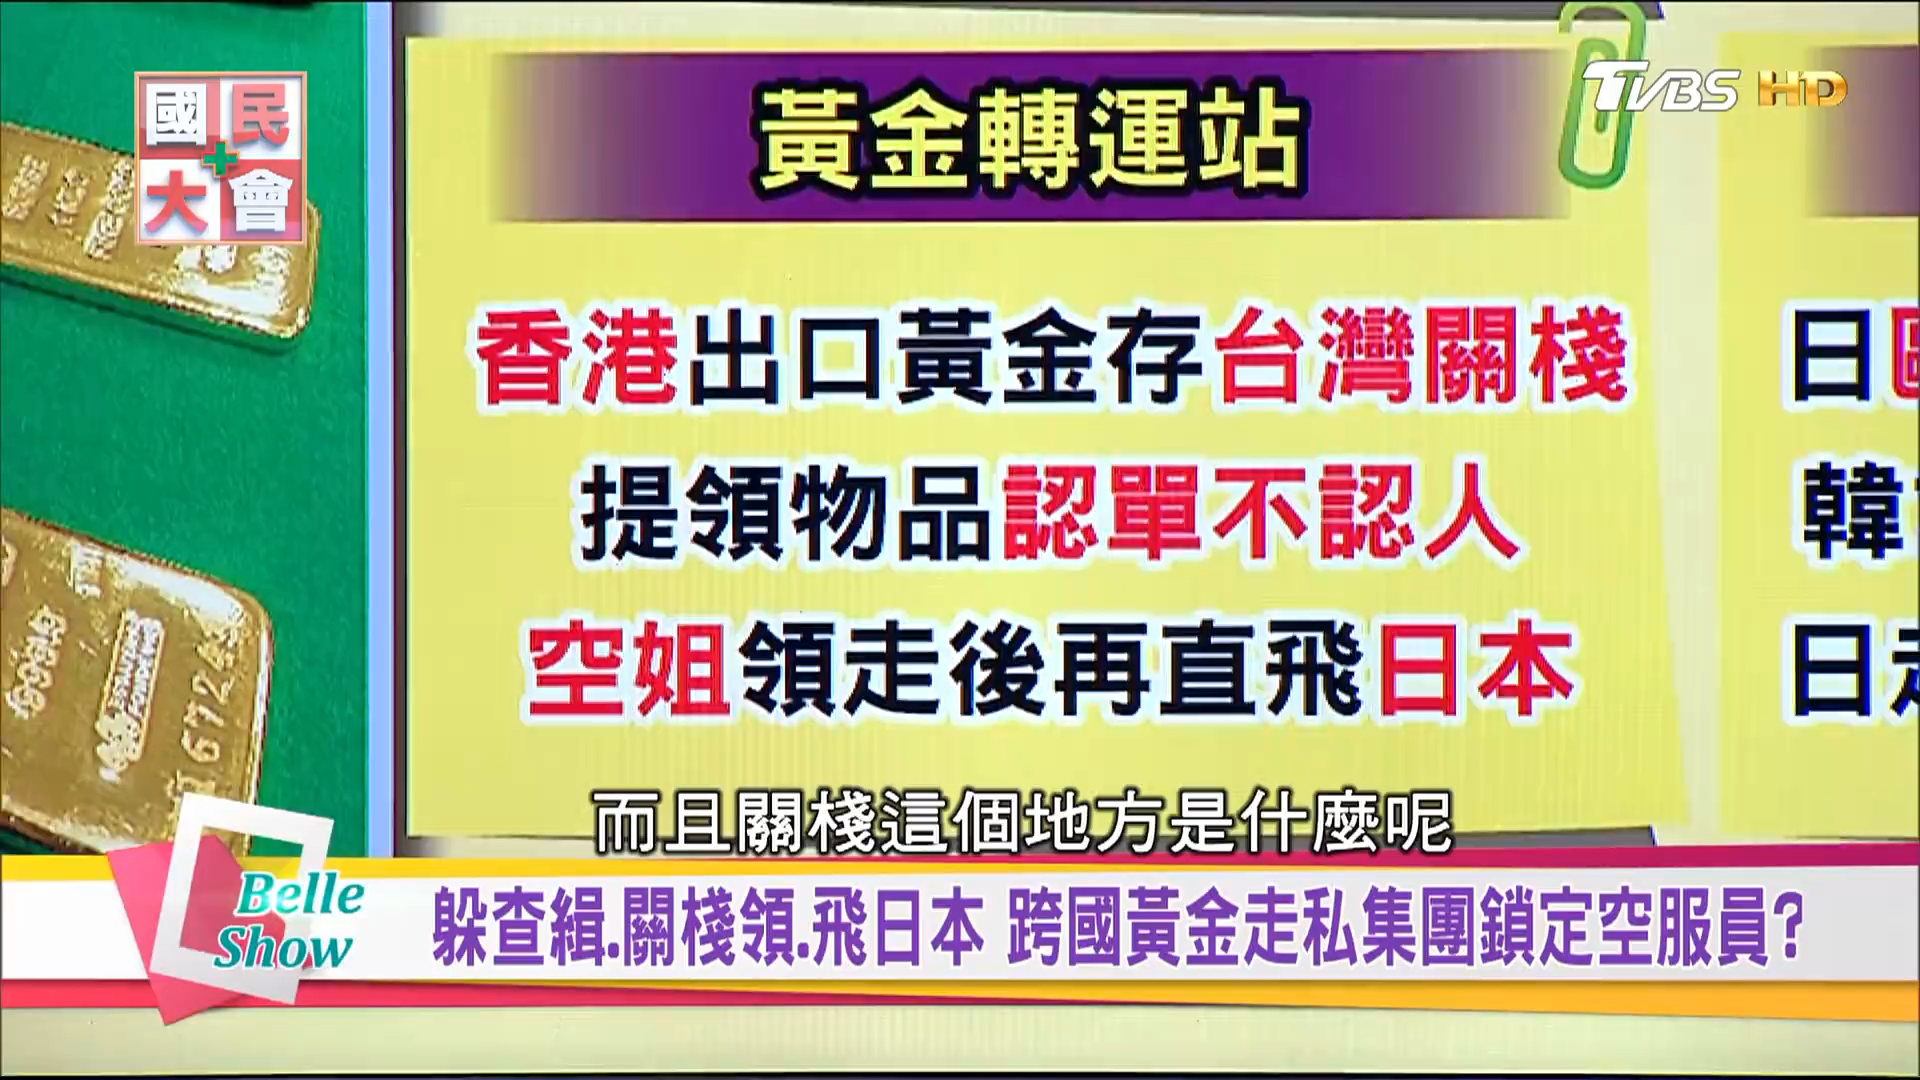 國民大會
TVBS HD
黃金轉運站
香港出口黃金存台灣關棧
提領物品認單不認人
空姐領走後再直飛日本
日
韓
日
而且關棧這個地方是什麼呢
Belle
Show
躲查緝.關棧領.飛日本 跨國黃金走私集團鎖定空服員?